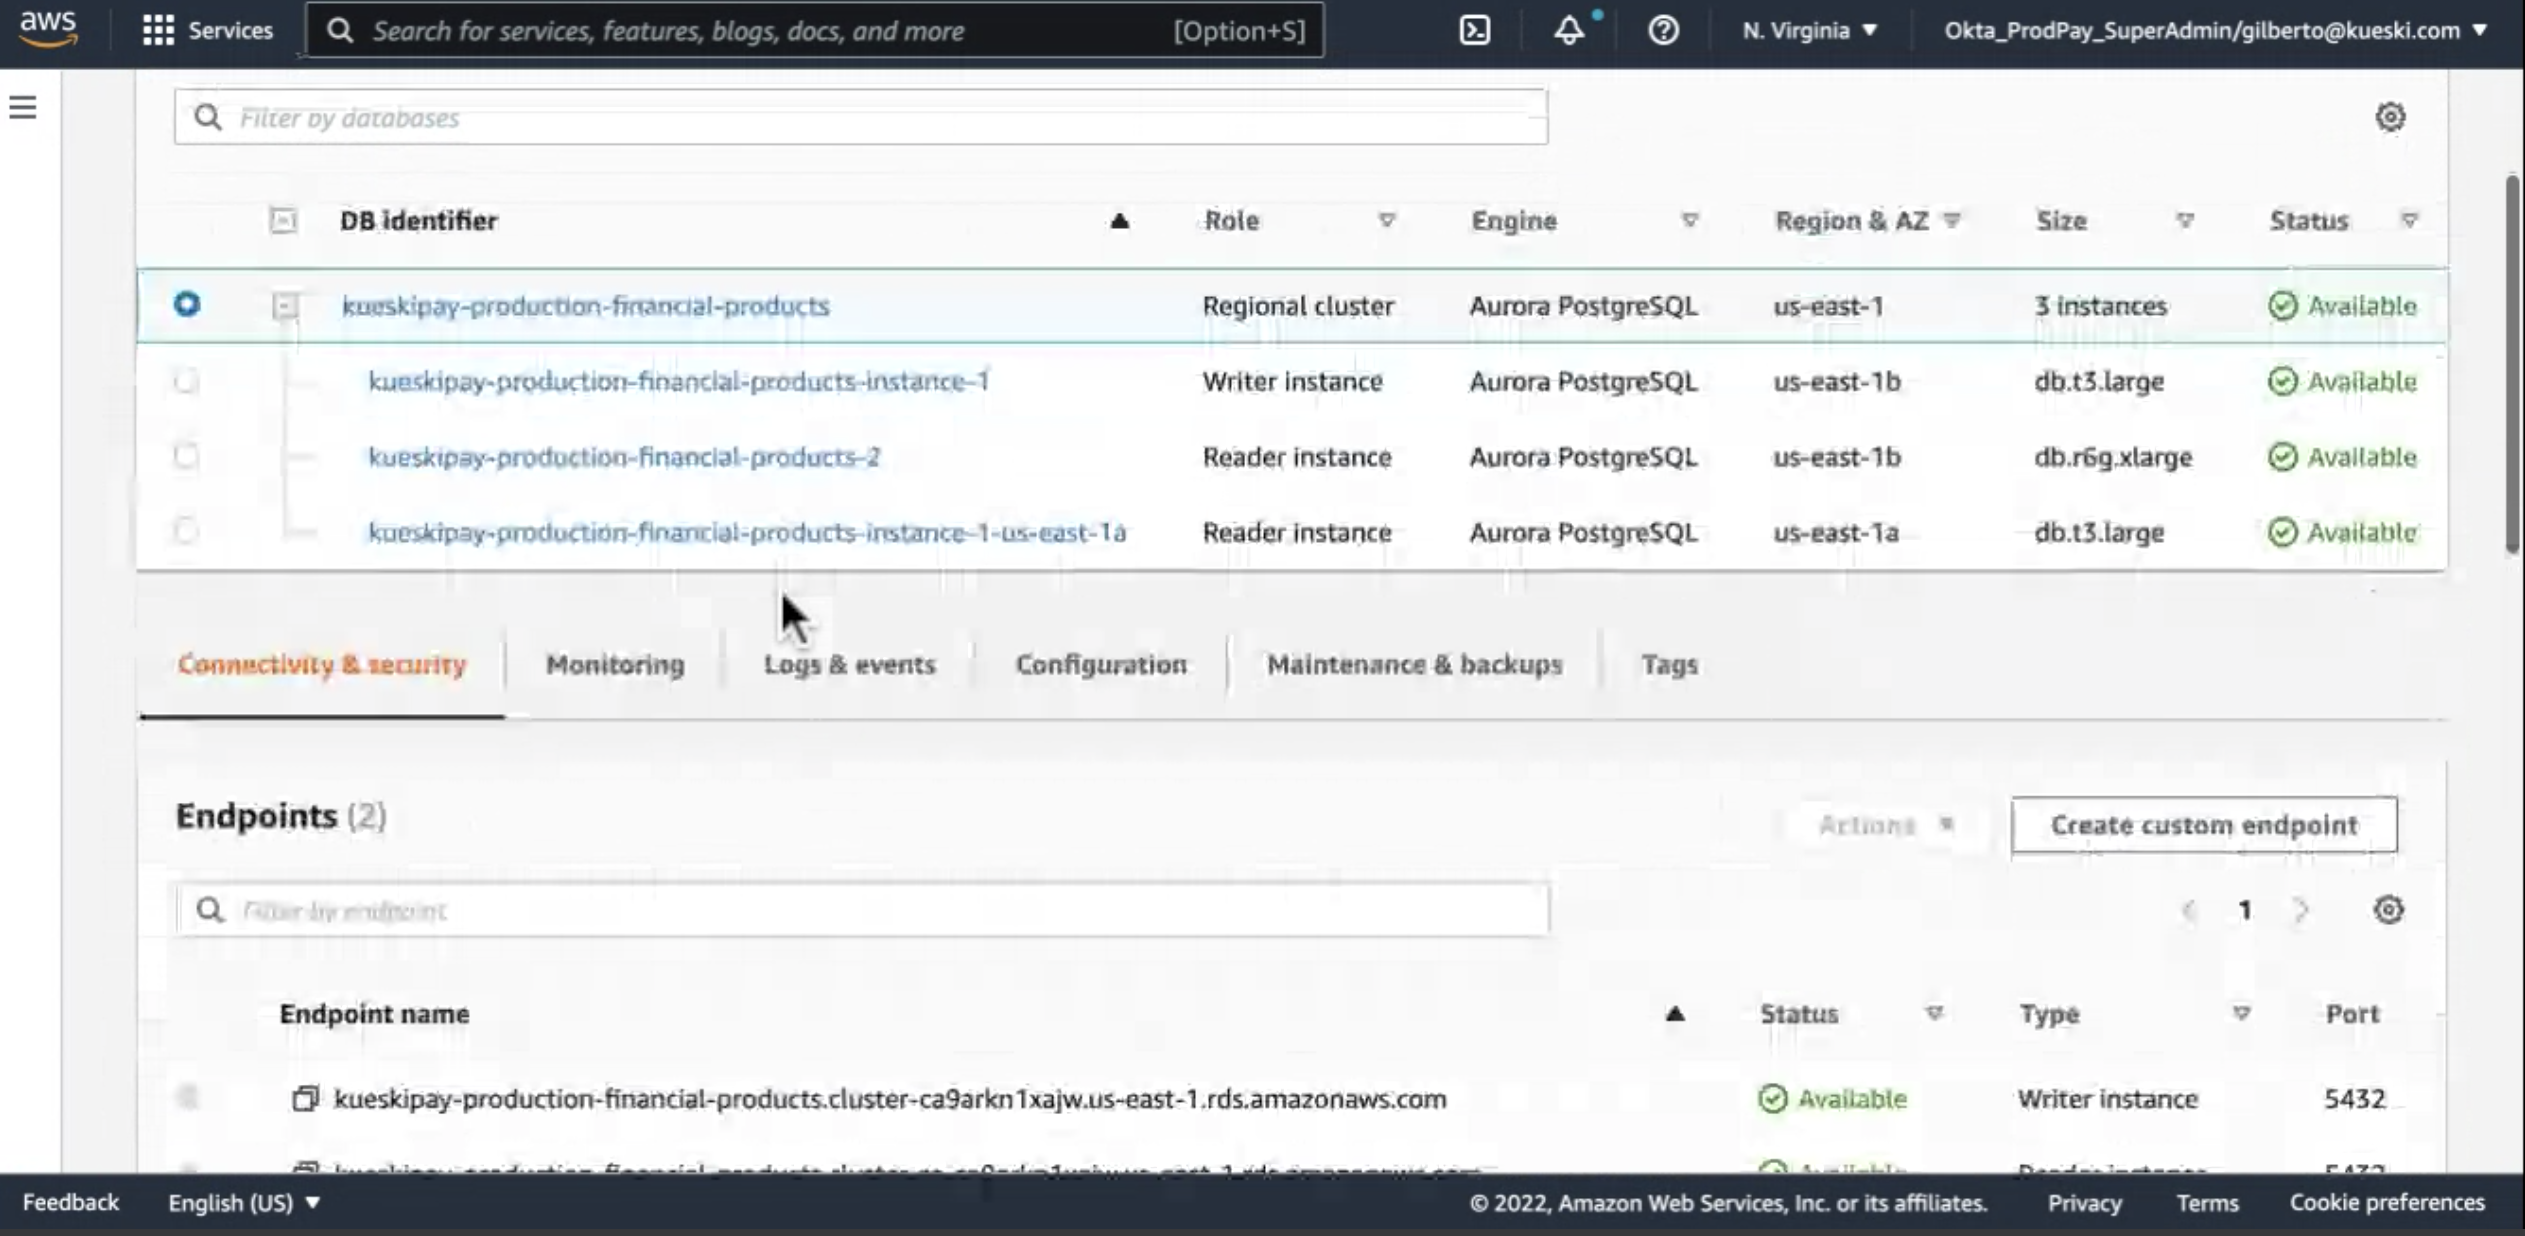 aws Services Search for services, features, blogs, docs, and more [Option+S] N. Virginia ▼ Okta_ProdPay_SuperAdmin/gilberto@kueski.com ▼
Filter by databases
DB identifier Role Engine Region & AZ Size Status
kueskipay-production-financial-products Regional cluster Aurora PostgreSQL us-east-1 3 instances Available
kueskipay-production-financial-products-instance-1 Writer instance Aurora PostgreSQL us-east-1b db.t3.large Available
kueskipay-production-financial-products-2 Reader instance Aurora PostgreSQL us-east-1b db.r6g.xlarge Available
kueskipay-production-financial-products-instance-1-us-east-1a Reader instance Aurora PostgreSQL us-east-1a db.t3.large Available
Connectivity & security Monitoring Logs & events Configuration Maintenance & backups Tags
Endpoints (2) Actions Create custom endpoint
Filter by endpoint 1
Endpoint name Status Type Port
kueskipay-production-financial-products.cluster-ca9arkn1xajw.us-east-1.rds.amazonaws.com Available Writer instance 5432
Feedback English (US) ▼ © 2022, Amazon Web Services, Inc. or its affiliates. Privacy Terms Cookie preferences